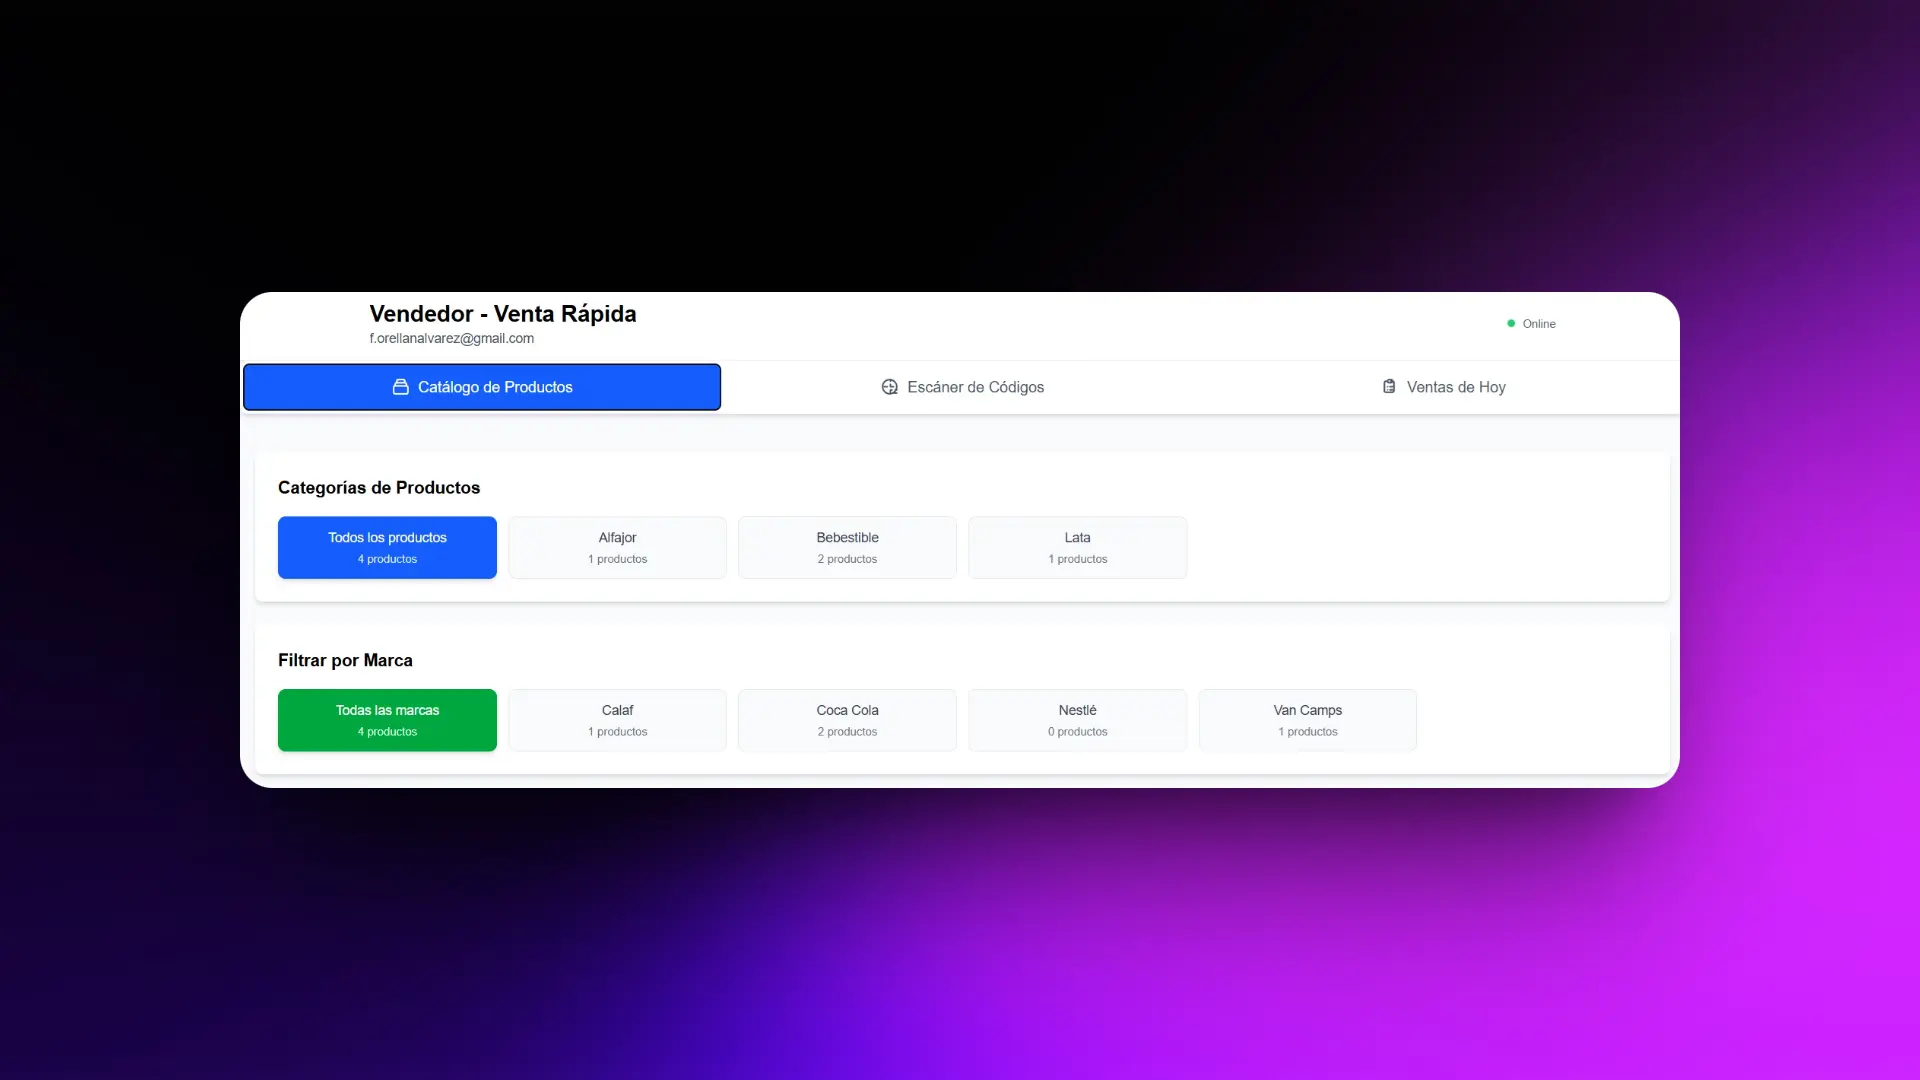 Vendedor - Venta Rápida
f.orellanalvarez@gmail.com
Online
Catálogo de Productos
Escáner de Códigos
Ventas de Hoy
Categorías de Productos
Todos los productos
4 productos
Alfajor
1 productos
Bebestible
2 productos
Lata
1 productos
Filtrar por Marca
Todas las marcas
4 productos
Calaf
1 productos
Coca Cola
2 productos
Nestlé
0 productos
Van Camps
1 productos